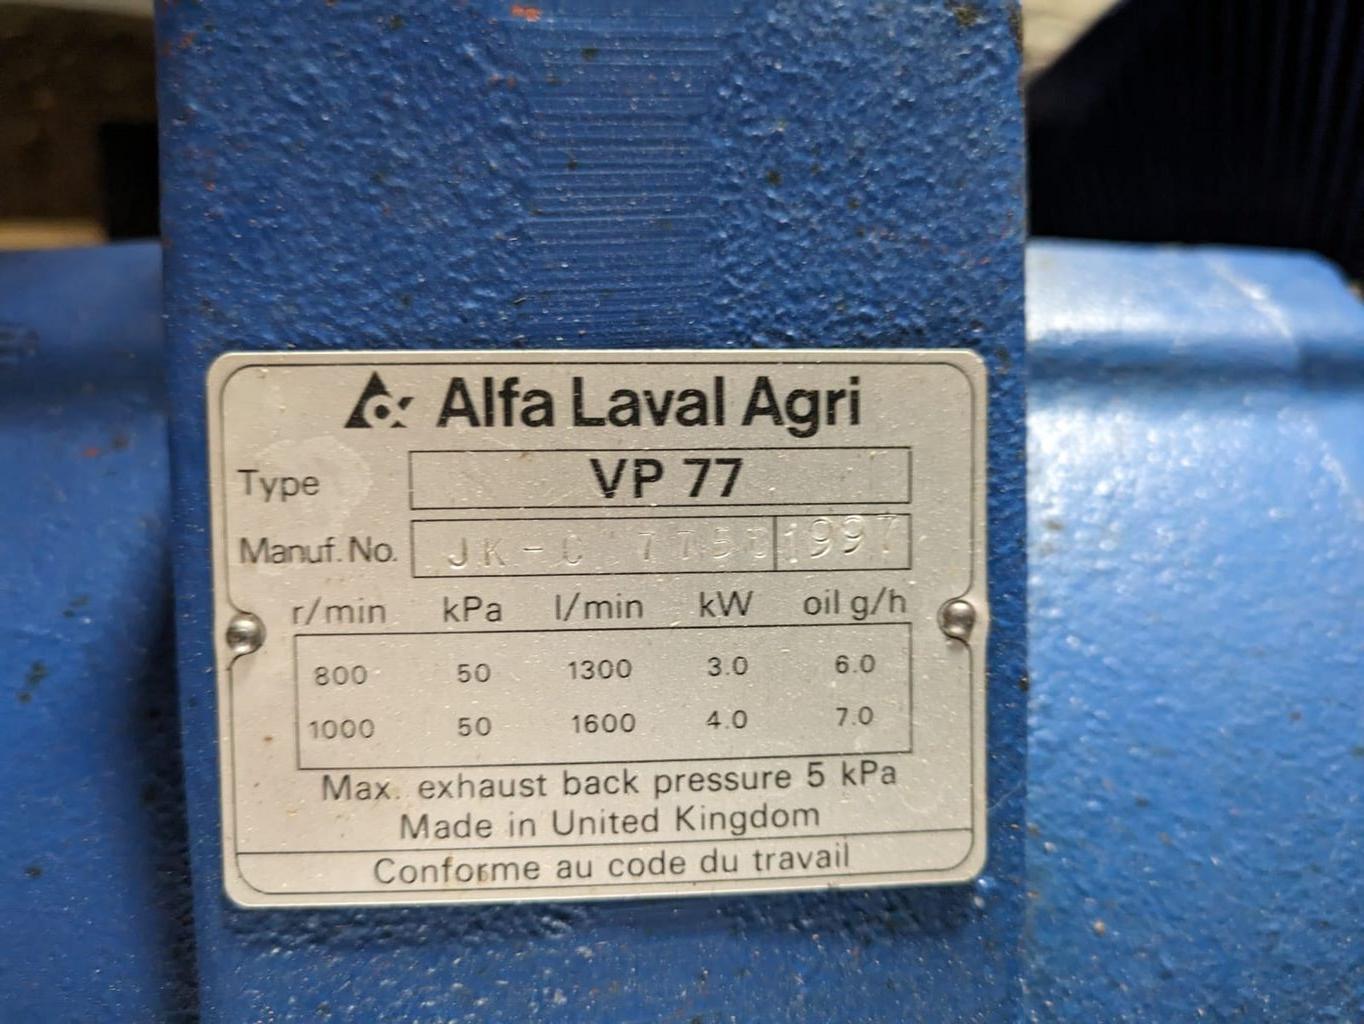 Alfa Laval Agri
Type VP 77
Manuf. No. JK-C 1997
r/min kPa l/min kW oil g/h
800 50 1300 3.0 6.0
1000 50 1600 4.0 7.0
Max. exhaust back pressure 5 kPa
Made in United Kingdom
Conforme au code du travail